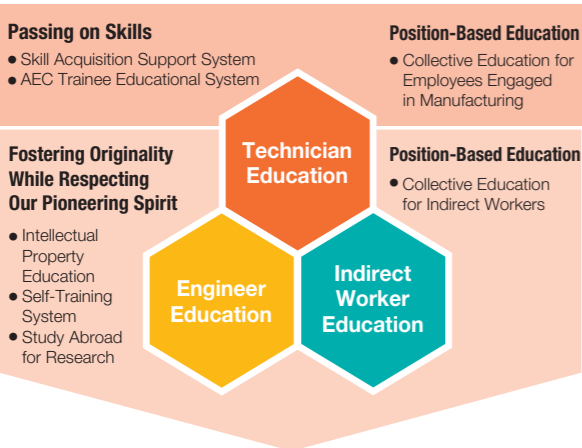 Passing on Skills
● Skill Acquisition Support System
● AEC Trainee Educational System
Position-Based Education
● Collective Education for
Employees Engaged
in Manufacturing
Technician
Education
Fostering Originality
While Respecting
Our Pioneering Spirit
● Intellectual
Property
Education
● Self-Training
System
● Study Abroad
for Research
Position-Based Education
● Collective Education
for Indirect Workers
Engineer
Education
Indirect
Worker
Education